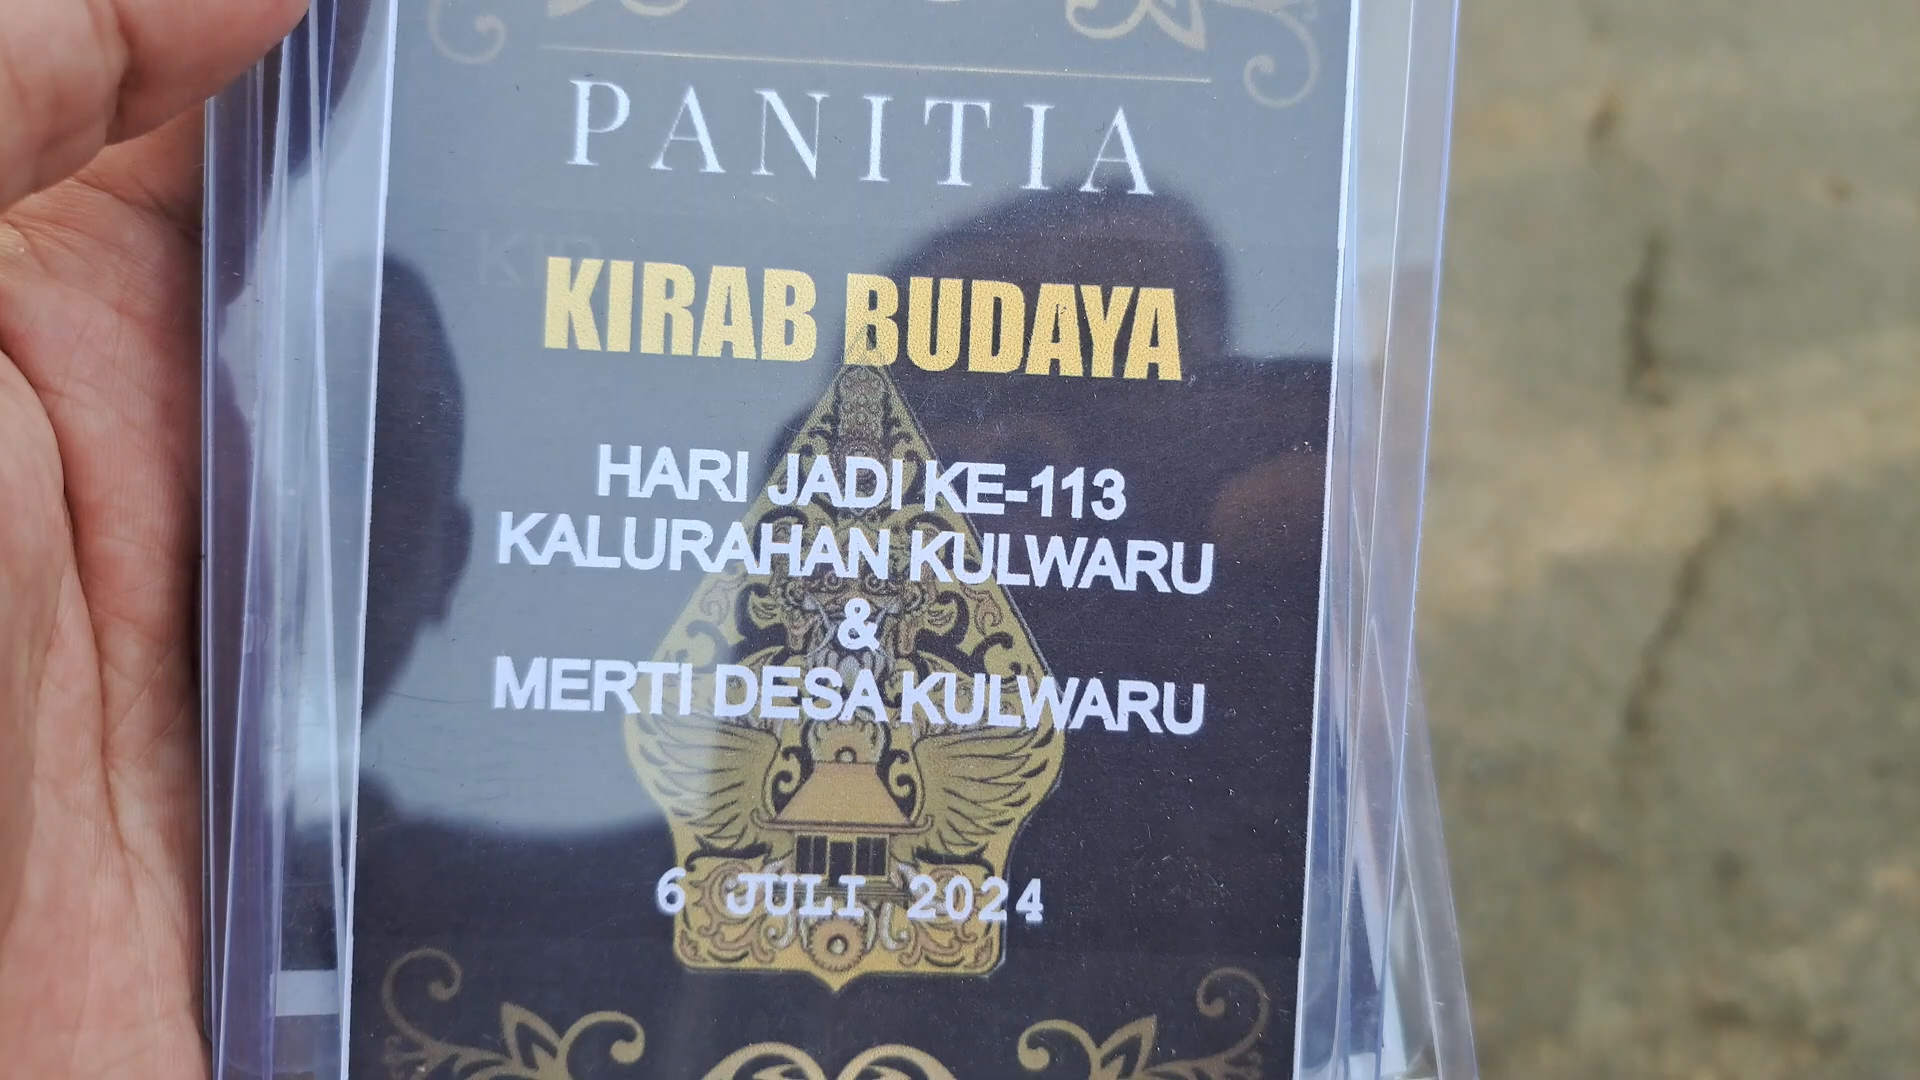 PANITIA
KIRAB BUDAYA
HARI JADI KE-113
KALURAHAN KULWARU
&
MERTI DESA KULWARU
6 JULI 2024